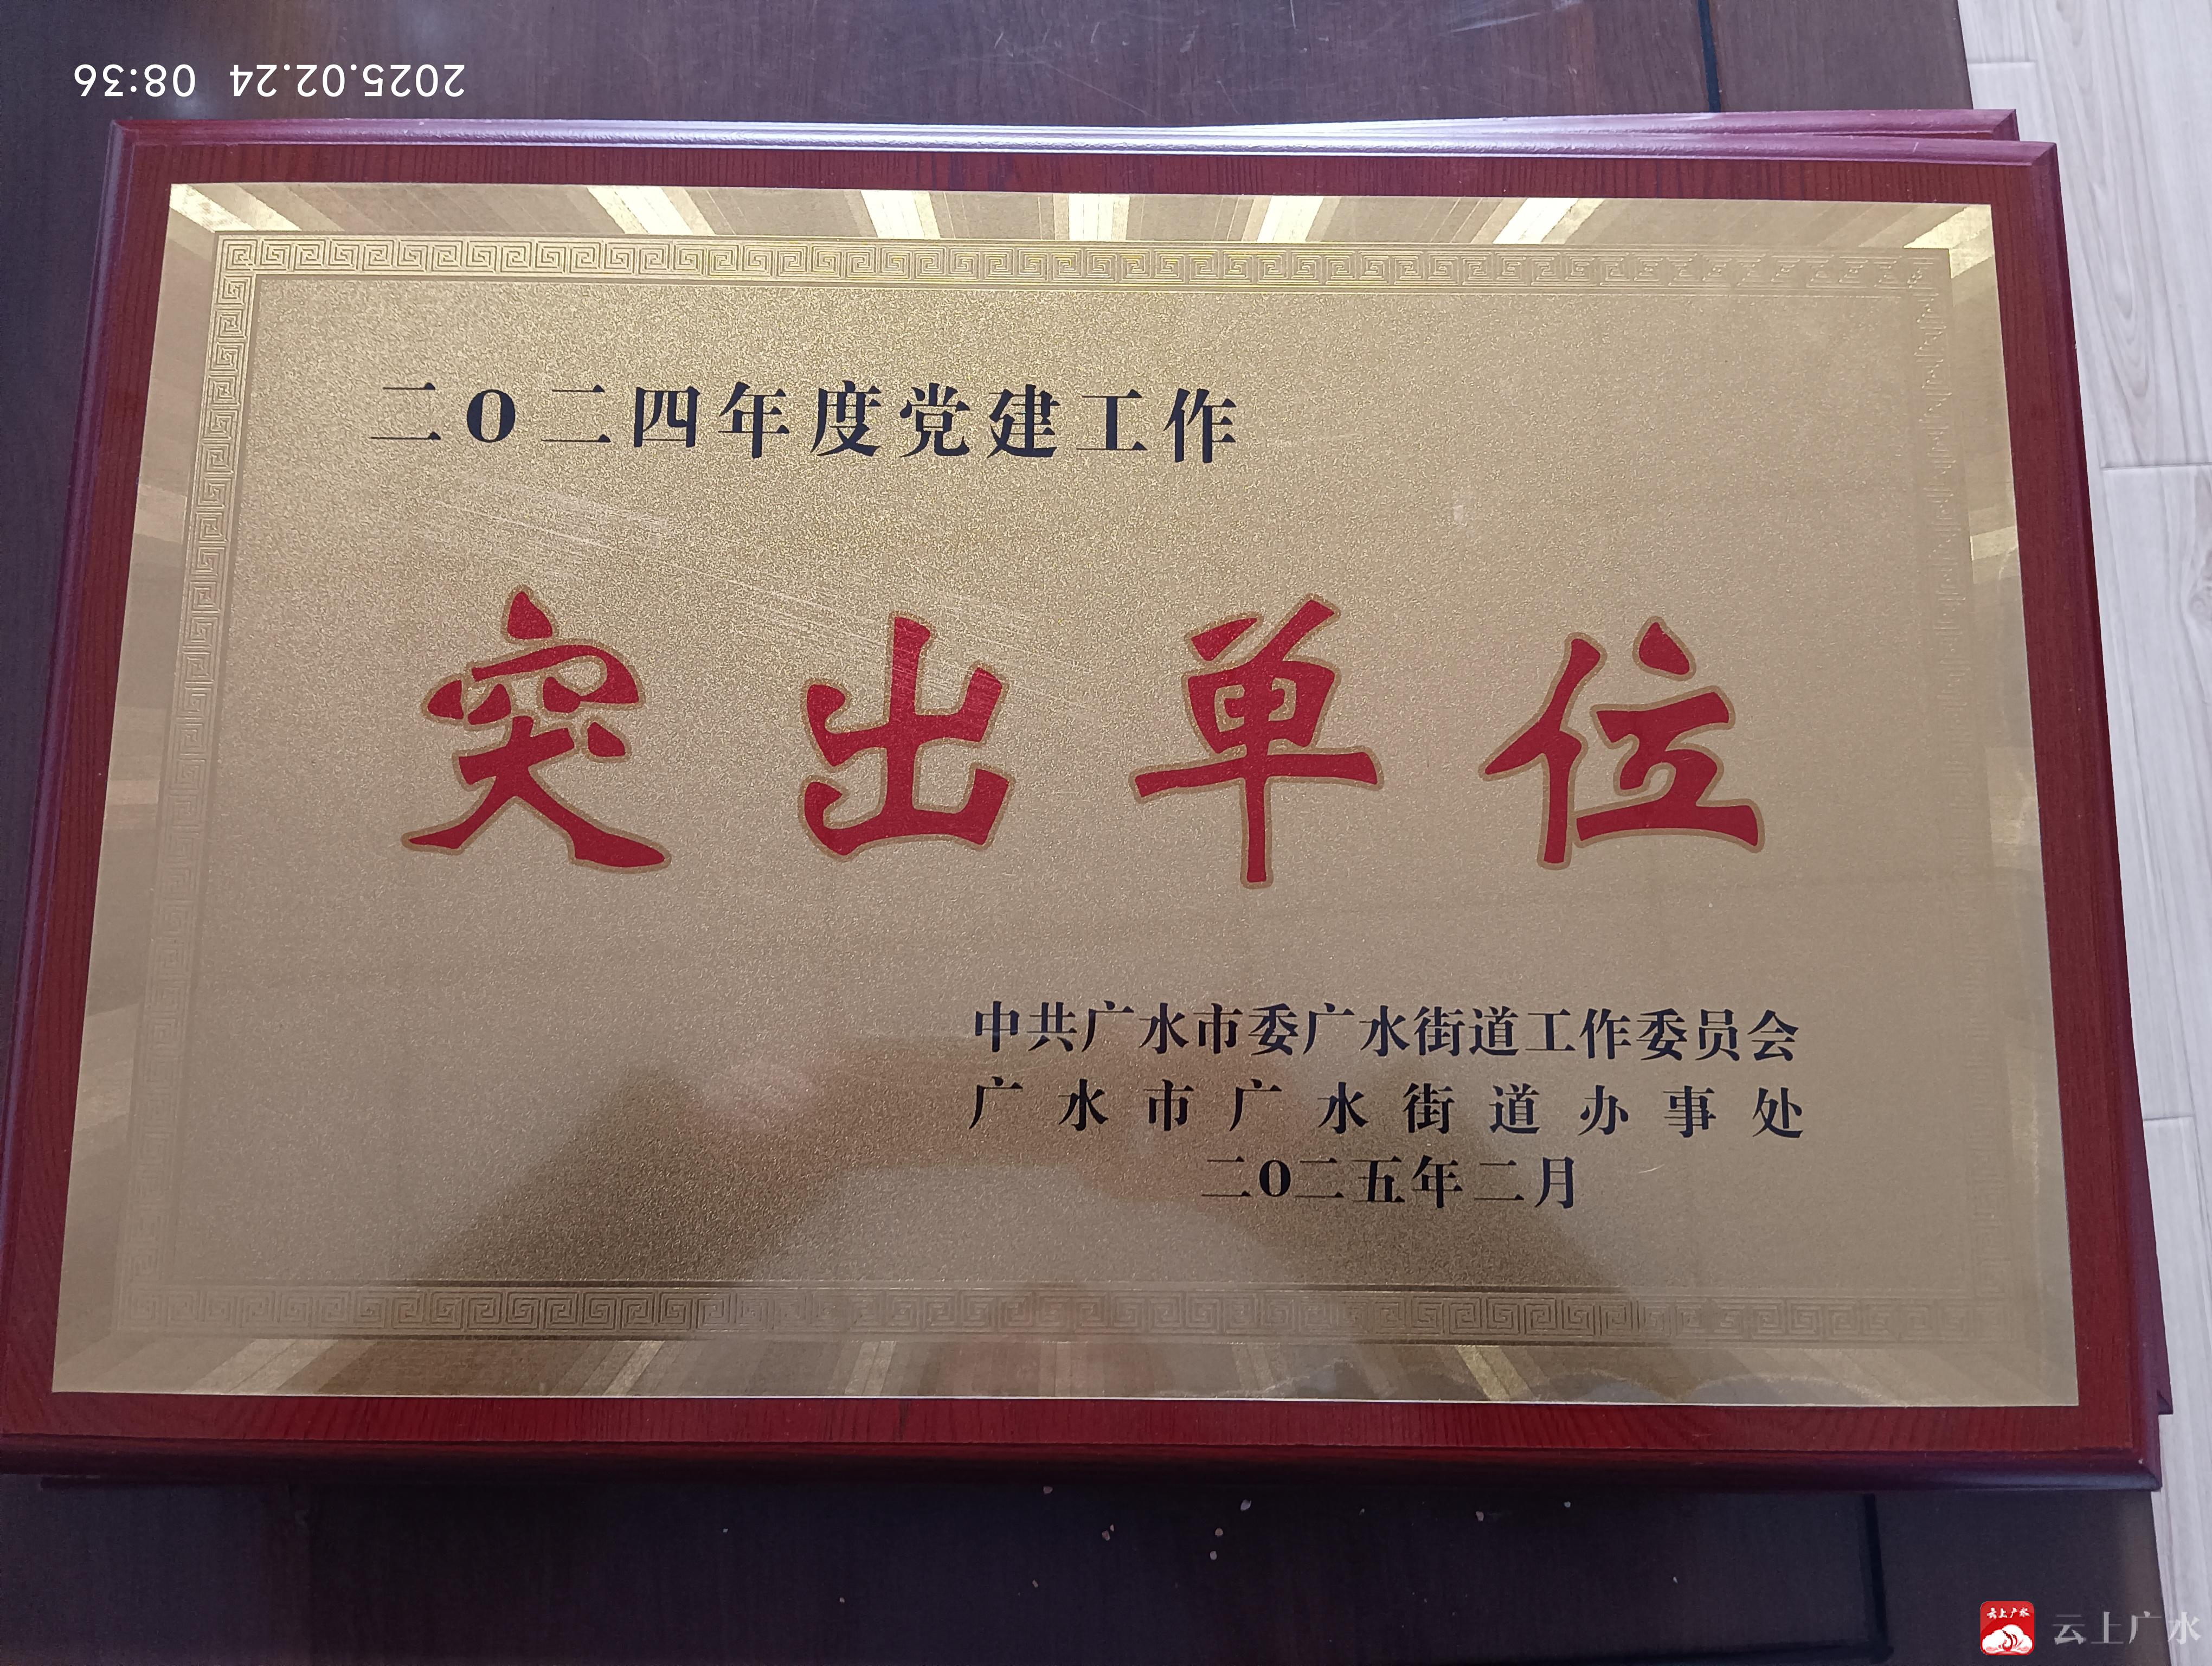 2025.02.24 08:36
二〇二四年度党建工作
突出单位
中共广水市委广水街道工作委员会
广水市广水街道办事处
二〇二五年二月
云上广水
云上广水